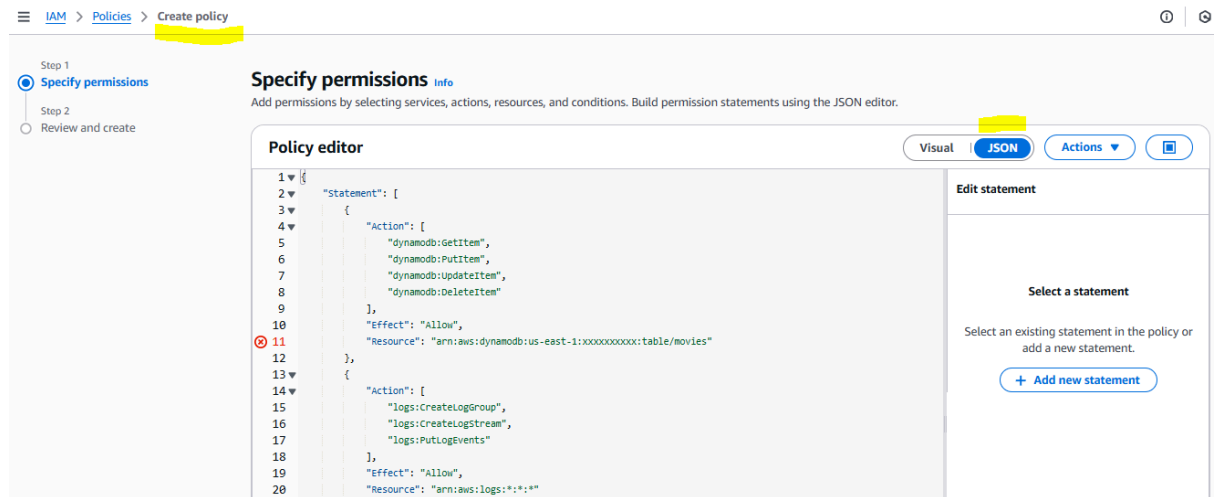 IAM > Policies > Create policy
Step 1
Specify permissions
Step 2
Review and create
Specify permissions Info
Add permissions by selecting services, actions, resources, and conditions. Build permission statements using the JSON editor.
Policy editor
Visual | JSON Actions
1 {
2 "Statement": [
3 {
4 "Action": [
5 "dynamodb:GetItem",
6 "dynamodb:PutItem",
7 "dynamodb:UpdateItem",
8 "dynamodb:DeleteItem"
9 ],
10 "Effect": "Allow",
11 "Resource": "arn:aws:dynamodb:us-east-1:xxxxxxxxxx:table/movies"
12 },
13 {
14 "Action": [
15 "logs:CreateLogGroup",
16 "logs:CreateLogStream",
17 "logs:PutLogEvents"
18 ],
19 "Effect": "Allow",
20 "Resource": "arn:aws:logs:*:*:*"
Edit statement
Select a statement
Select an existing statement in the policy or
add a new statement.
+ Add new statement